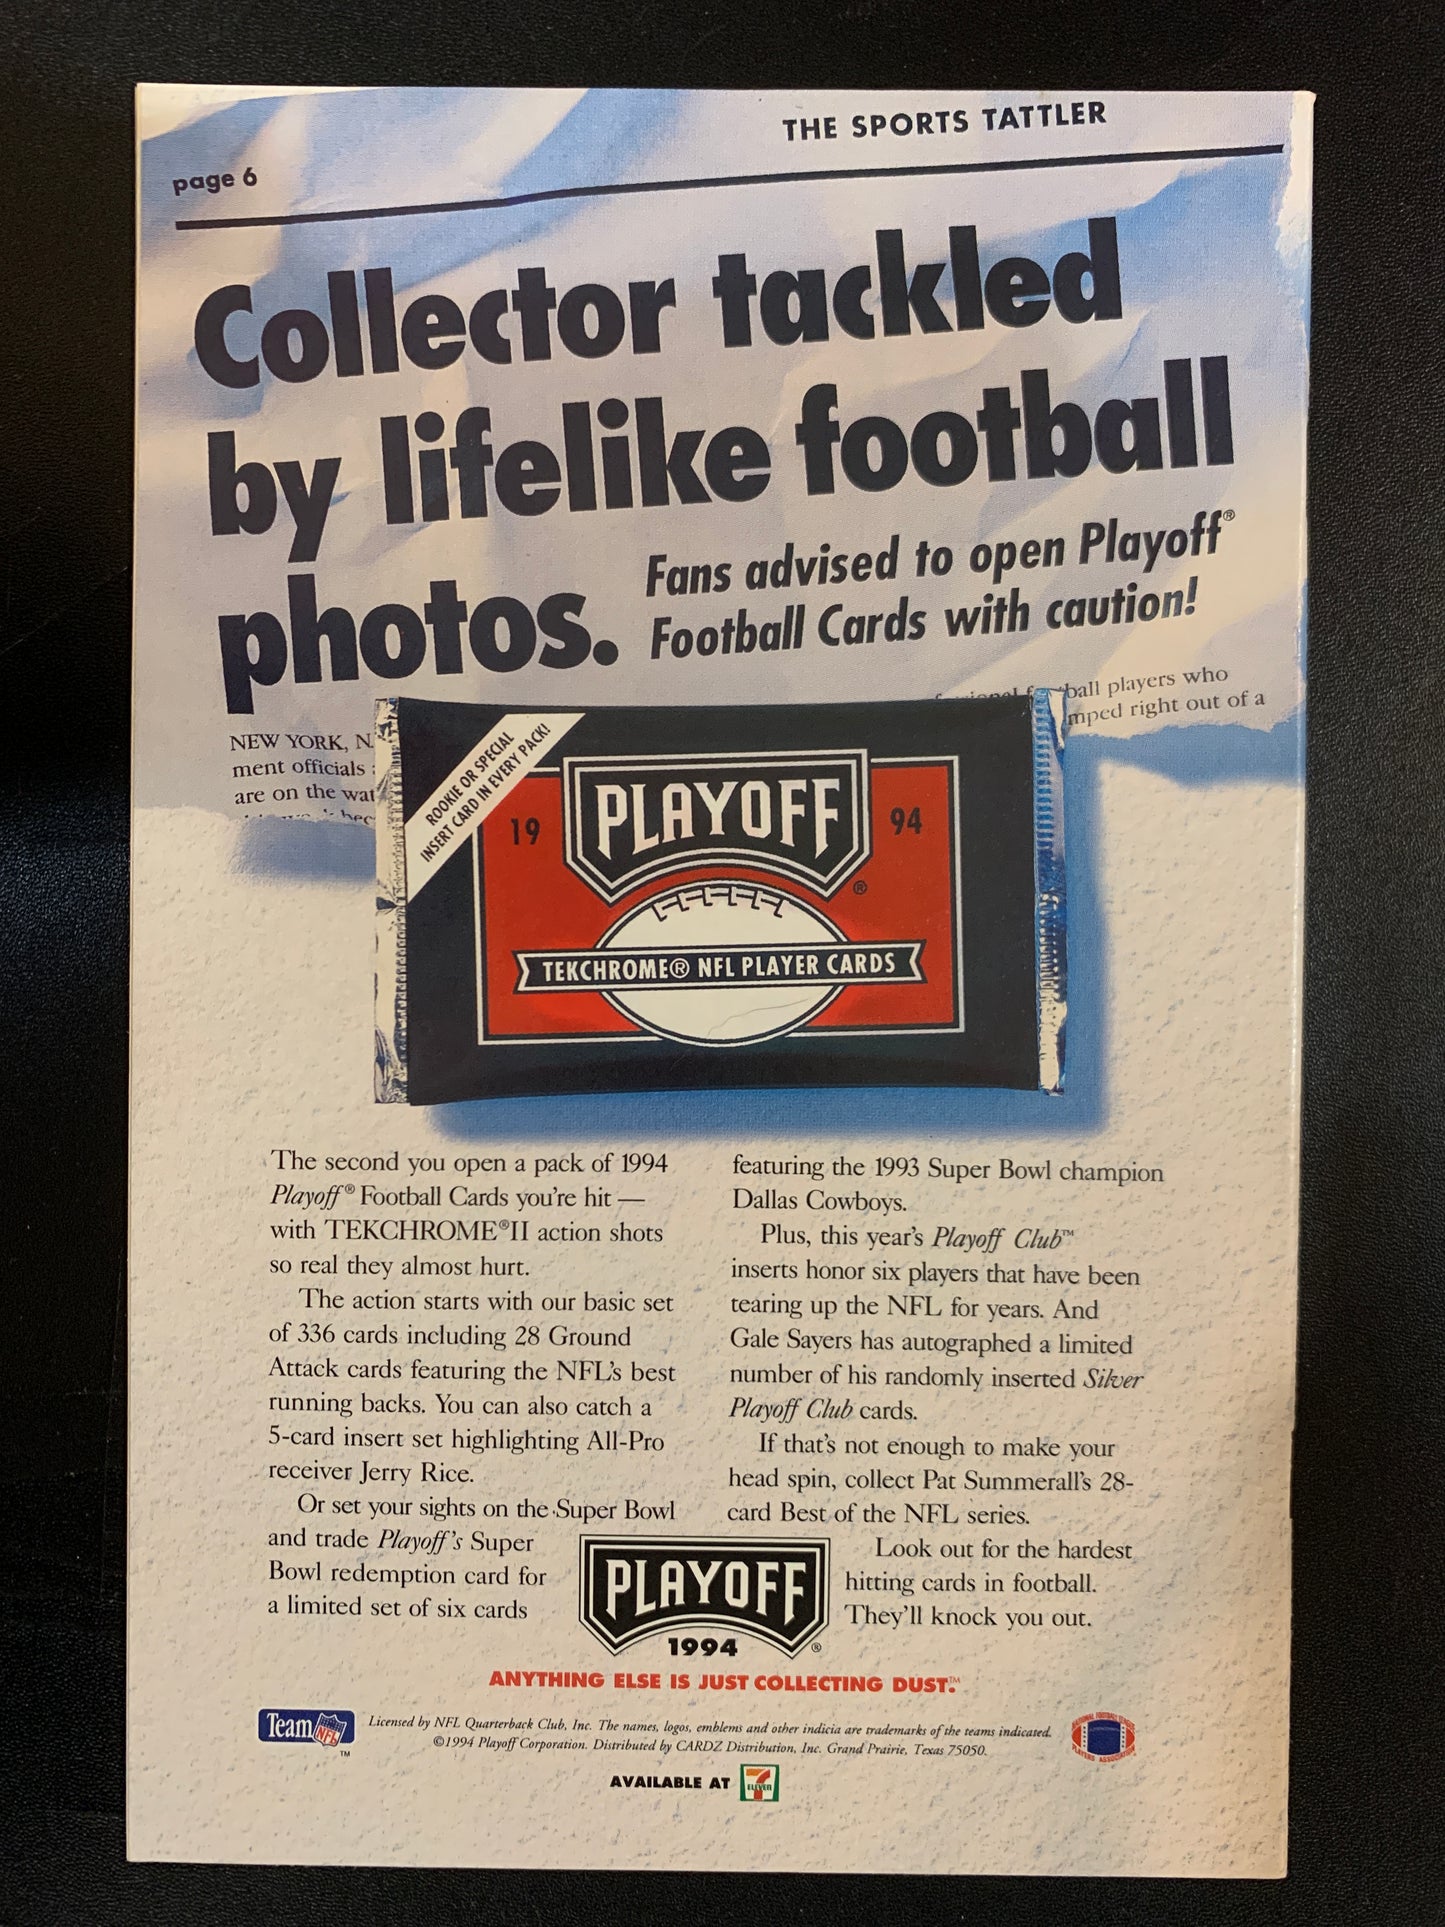 THE SPORTS TATTLER
page 6
Collector tackled
by lifelike football
photos.
Fans advised to open Playoff®
Football Cards with caution!
ball players who
mped right out of a
NEW YORK, N.
ment officials
are on the wat
ROOKIE OR SPECIAL
INSERT CARD IN EVERY PACK!
19 PLAYOFF 94
®
TEKCHROME® NFL PLAYER CARDS
The second you open a pack of 1994
Playoff® Football Cards you're hit —
with TEKCHROME®II action shots
so real they almost hurt.
The action starts with our basic set
of 336 cards including 28 Ground
Attack cards featuring the NFL's best
running backs. You can also catch a
5-card insert set highlighting All-Pro
receiver Jerry Rice.
Or set your sights on the Super Bowl
and trade Playoff's Super
Bowl redemption card for
a limited set of six cards
featuring the 1993 Super Bowl champion
Dallas Cowboys.
Plus, this year's Playoff Club™
inserts honor six players that have been
tearing up the NFL for years. And
Gale Sayers has autographed a limited
number of his randomly inserted Silver
Playoff Club cards.
If that's not enough to make your
head spin, collect Pat Summerall's 28-
card Best of the NFL series.
Look out for the hardest
hitting cards in football.
They'll knock you out.
PLAYOFF
1994 ®
ANYTHING ELSE IS JUST COLLECTING DUST.™
Team NFL ™
Licensed by NFL Quarterback Club, Inc. The names, logos, emblems and other indicia are trademarks of the teams indicated.
©1994 Playoff Corporation. Distributed by CARDZ Distribution, Inc. Grand Prairie, Texas 75050.
NATIONAL FOOTBALL LEAGUE
PLAYERS ASSOCIATION
AVAILABLE AT 7 ELEVEN